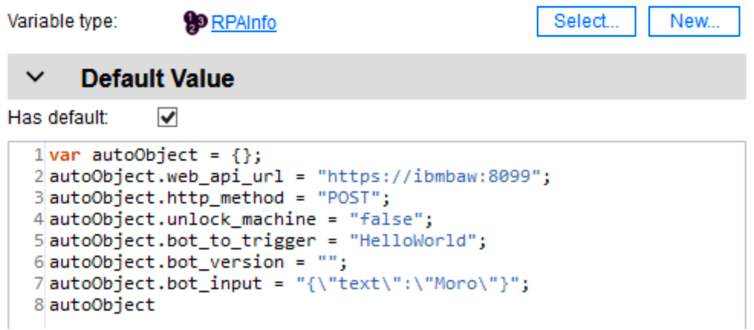 Variable type: RPAInfo Select... New...
Default Value
Has default:
1 var autoObject = {};
2 autoObject.web_api_url = "https://ibmbaw:8099";
3 autoObject.http_method = "POST";
4 autoObject.unlock_machine = "false";
5 autoObject.bot_to_trigger = "HelloWorld";
6 autoObject.bot_version = "";
7 autoObject.bot_input = "{\"text\":\"Moro\"}";
8 autoObject